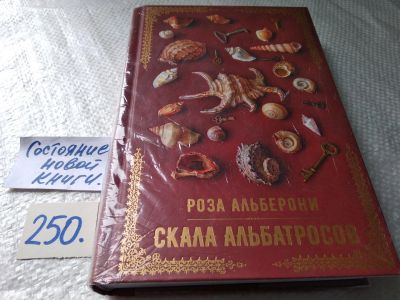 Состояние
новой
книги.
250.
РОЗА АЛЬБЕРОНИ
СКАЛА АЛЬБАТРОСОВ